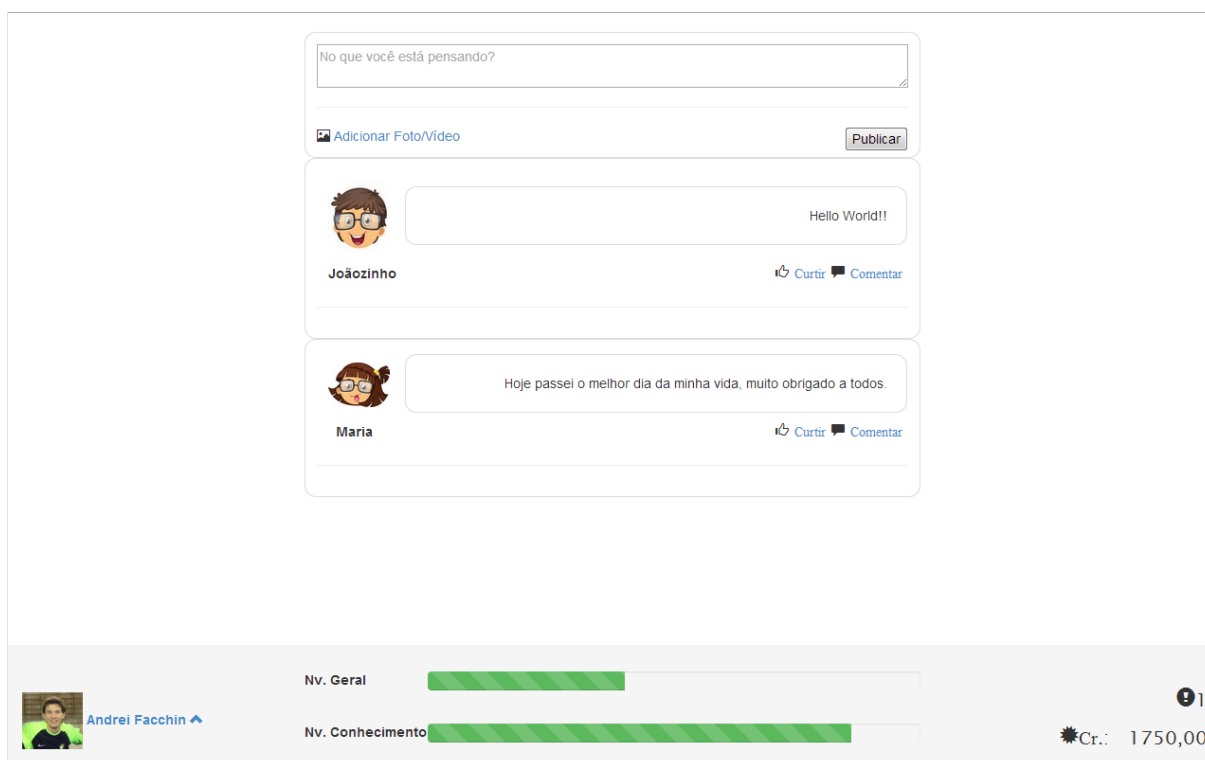 No que você está pensando?
Adicionar Foto/Vídeo
Publicar
Hello World!!
Joãozinho
Curtir Comentar
Hoje passei o melhor dia da minha vida, muito obrigado a todos.
Maria
Curtir Comentar
Nv. Geral
1
Andrei Facchin
Nv. Conhecimento
Cr.: 1750,00